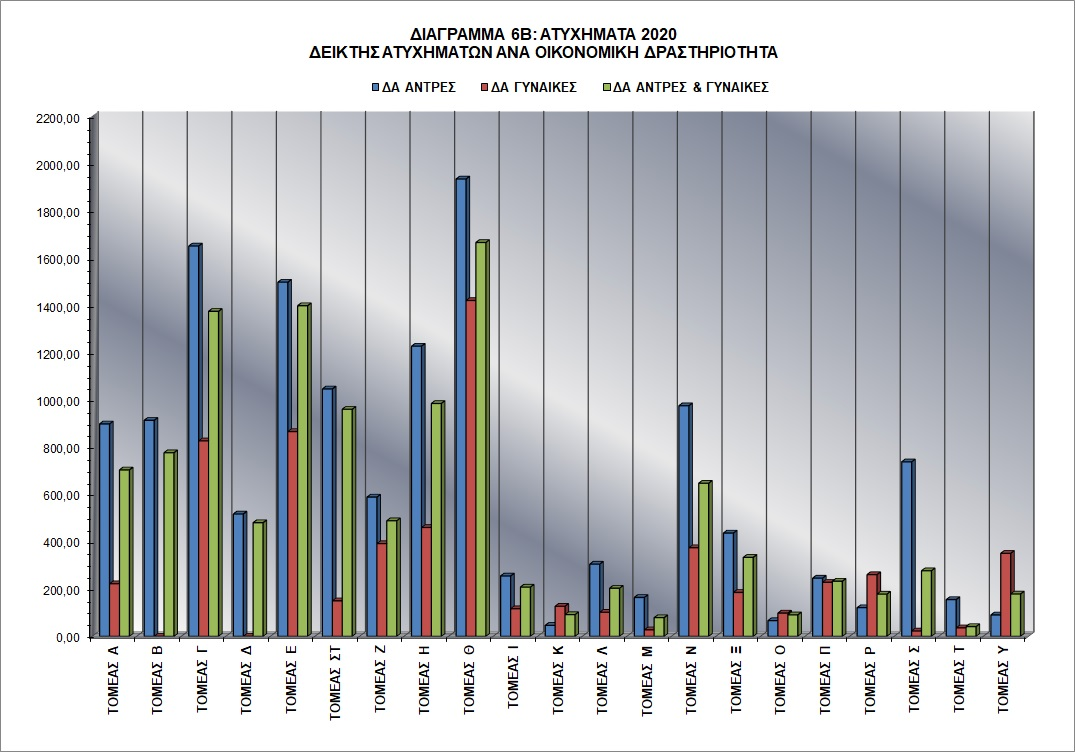 ΔΙΑΓΡΑΜΜΑ 6Β: ΑΤΥΧΗΜΑΤΑ 2020
ΔΕΙΚΤΗΣ ΑΤΥΧΗΜΑΤΩΝ ΑΝΑ ΟΙΚΟΝΟΜΙΚΗ ΔΡΑΣΤΗΡΙΟΤΗΤΑ
ΔΑ ΑΝΤΡΕΣ ΔΑ ΓΥΝΑΙΚΕΣ ΔΑ ΑΝΤΡΕΣ & ΓΥΝΑΙΚΕΣ
2200,00
2000,00
1800,00
1600,00
1400,00
1200,00
1000,00
800,00
600,00
400,00
200,00
0,00
ΤΟΜΕΑΣ Α
ΤΟΜΕΑΣ Β
ΤΟΜΕΑΣ Γ
ΤΟΜΕΑΣ Δ
ΤΟΜΕΑΣ Ε
ΤΟΜΕΑΣ ΣΤ
ΤΟΜΕΑΣ Ζ
ΤΟΜΕΑΣ Η
ΤΟΜΕΑΣ Θ
ΤΟΜΕΑΣ Ι
ΤΟΜΕΑΣ Κ
ΤΟΜΕΑΣ Λ
ΤΟΜΕΑΣ Μ
ΤΟΜΕΑΣ Ν
ΤΟΜΕΑΣ Ξ
ΤΟΜΕΑΣ Ο
ΤΟΜΕΑΣ Π
ΤΟΜΕΑΣ Ρ
ΤΟΜΕΑΣ Σ
ΤΟΜΕΑΣ Τ
ΤΟΜΕΑΣ Υ